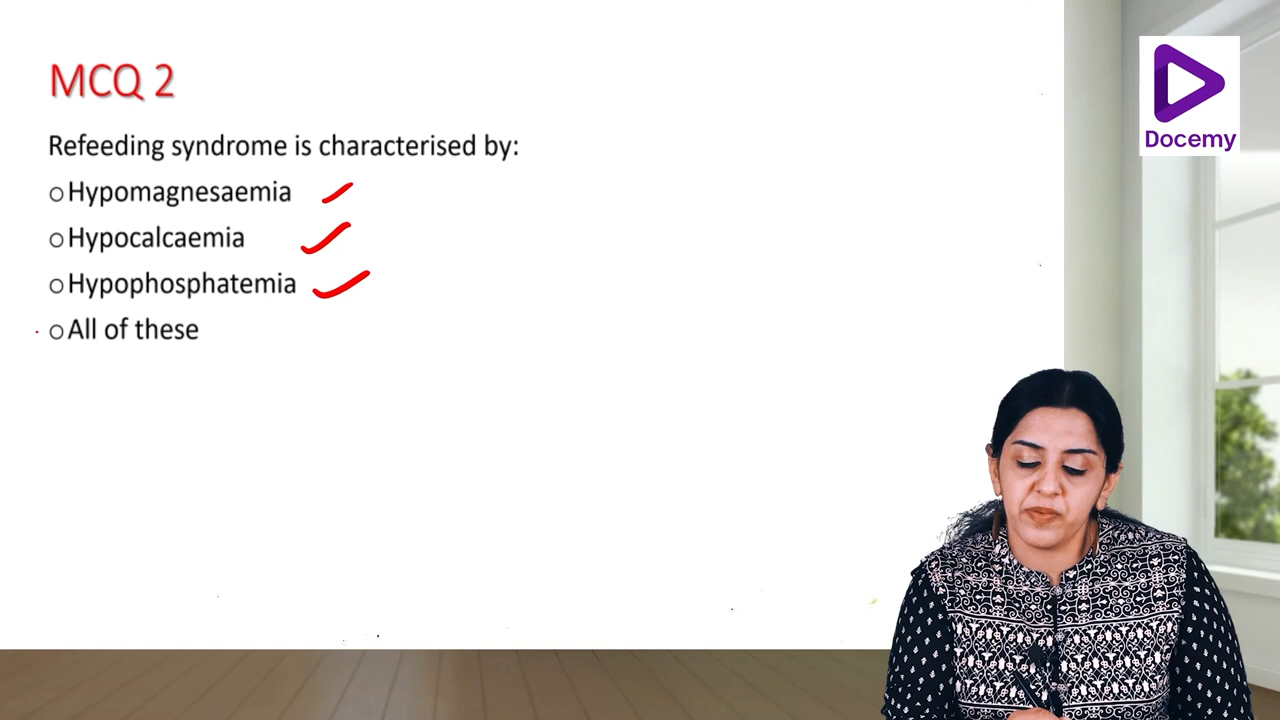 MCQ 2
Docemy
Refeeding syndrome is characterised by:
○Hypomagnesaemia
○Hypocalcaemia
○Hypophosphatemia
○All of these